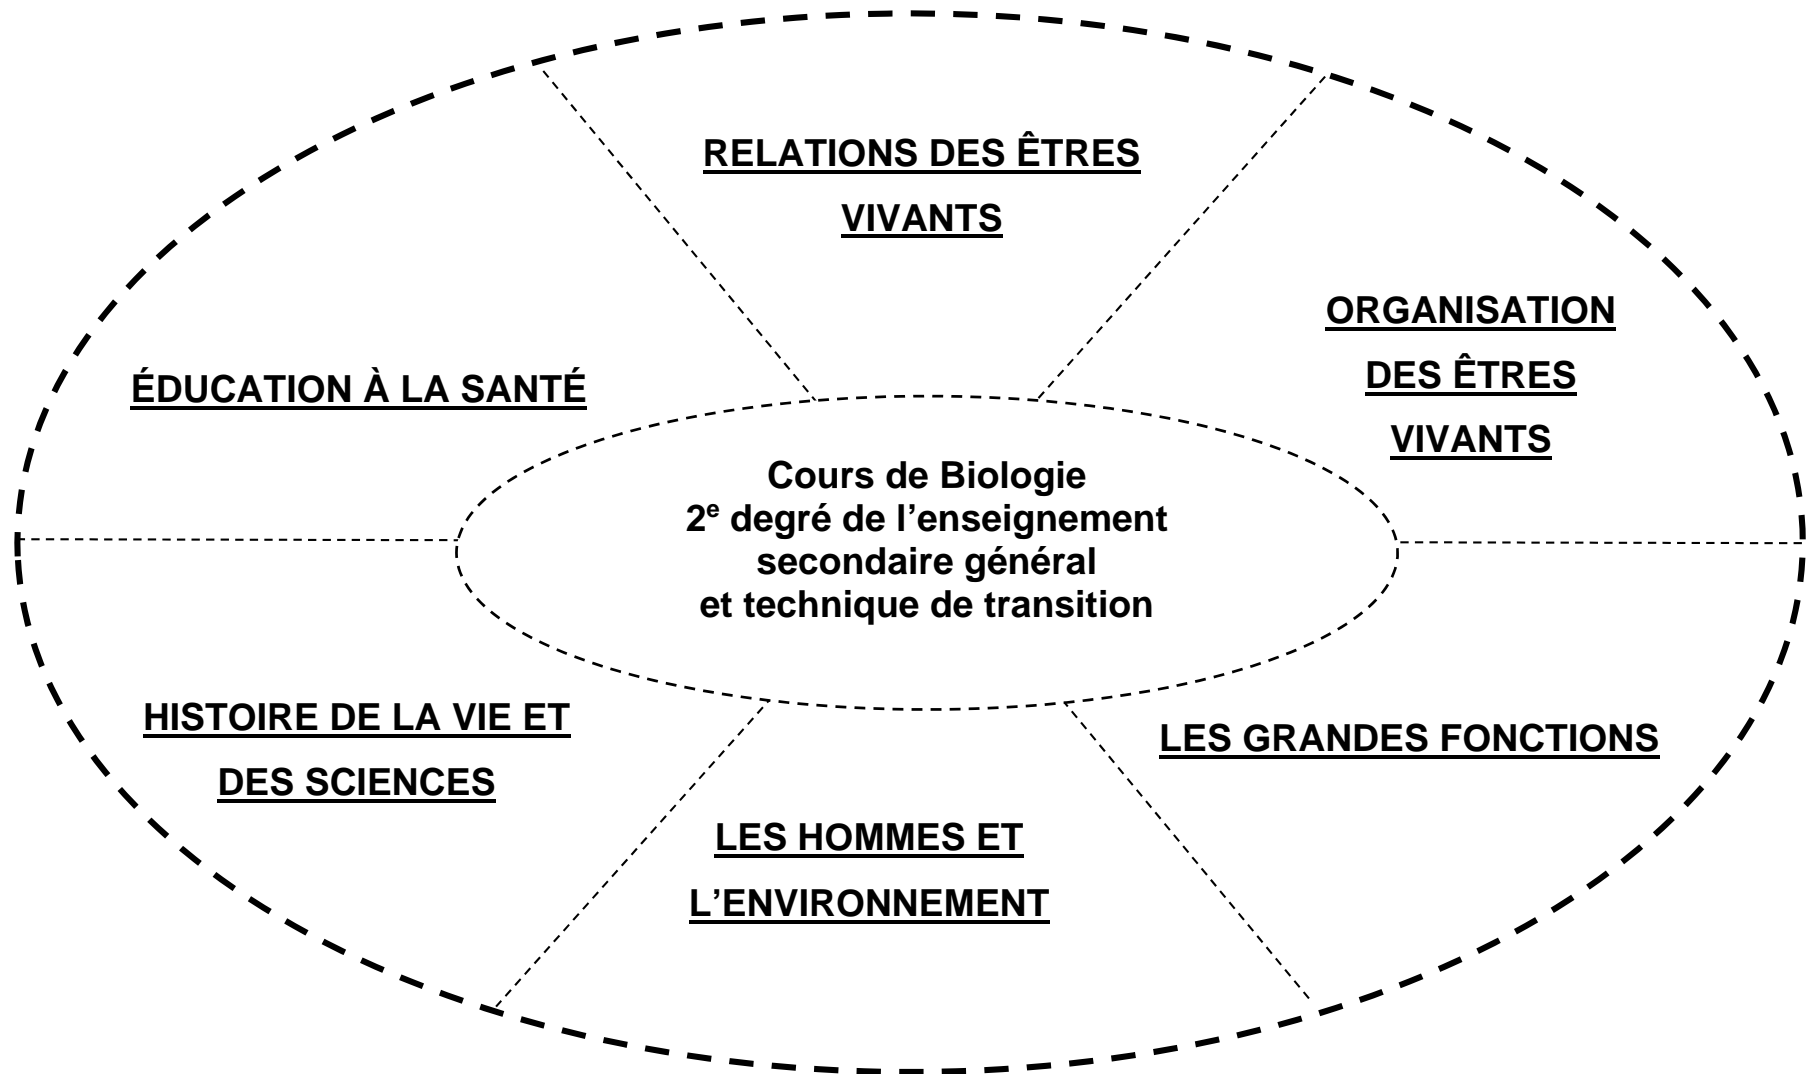 RELATIONS DES ÊTRES
VIVANTS
ORGANISATION
DES ÊTRES
VIVANTS
ÉDUCATION À LA SANTÉ
Cours de Biologie
2e degré de l’enseignement
secondaire général
et technique de transition
HISTOIRE DE LA VIE ET
DES SCIENCES
LES GRANDES FONCTIONS
LES HOMMES ET
L’ENVIRONNEMENT